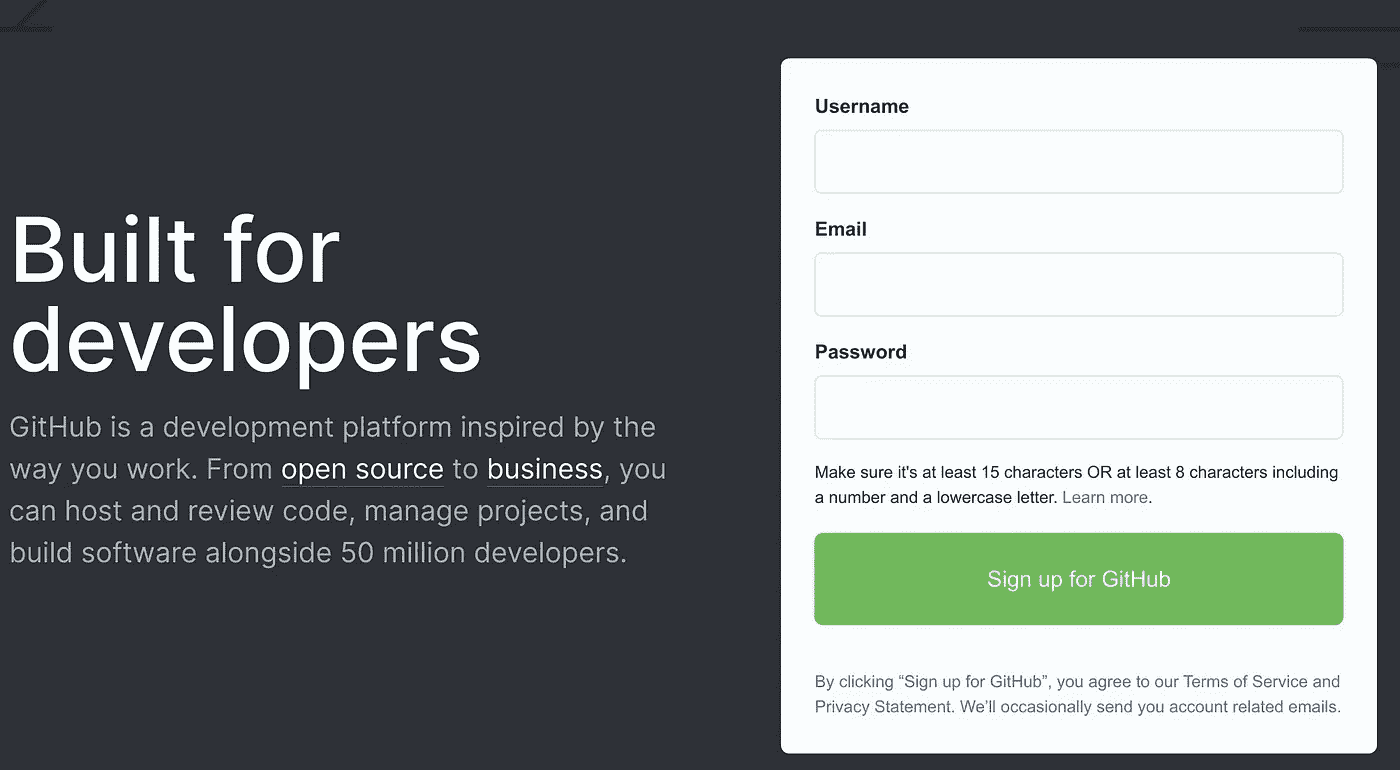 Built for
developers
GitHub is a development platform inspired by the
way you work. From open source to business, you
can host and review code, manage projects, and
build software alongside 50 million developers.
Username
Email
Password
Make sure it's at least 15 characters OR at least 8 characters including
a number and a lowercase letter. Learn more.
Sign up for GitHub
By clicking “Sign up for GitHub”, you agree to our Terms of Service and
Privacy Statement. We’ll occasionally send you account related emails.